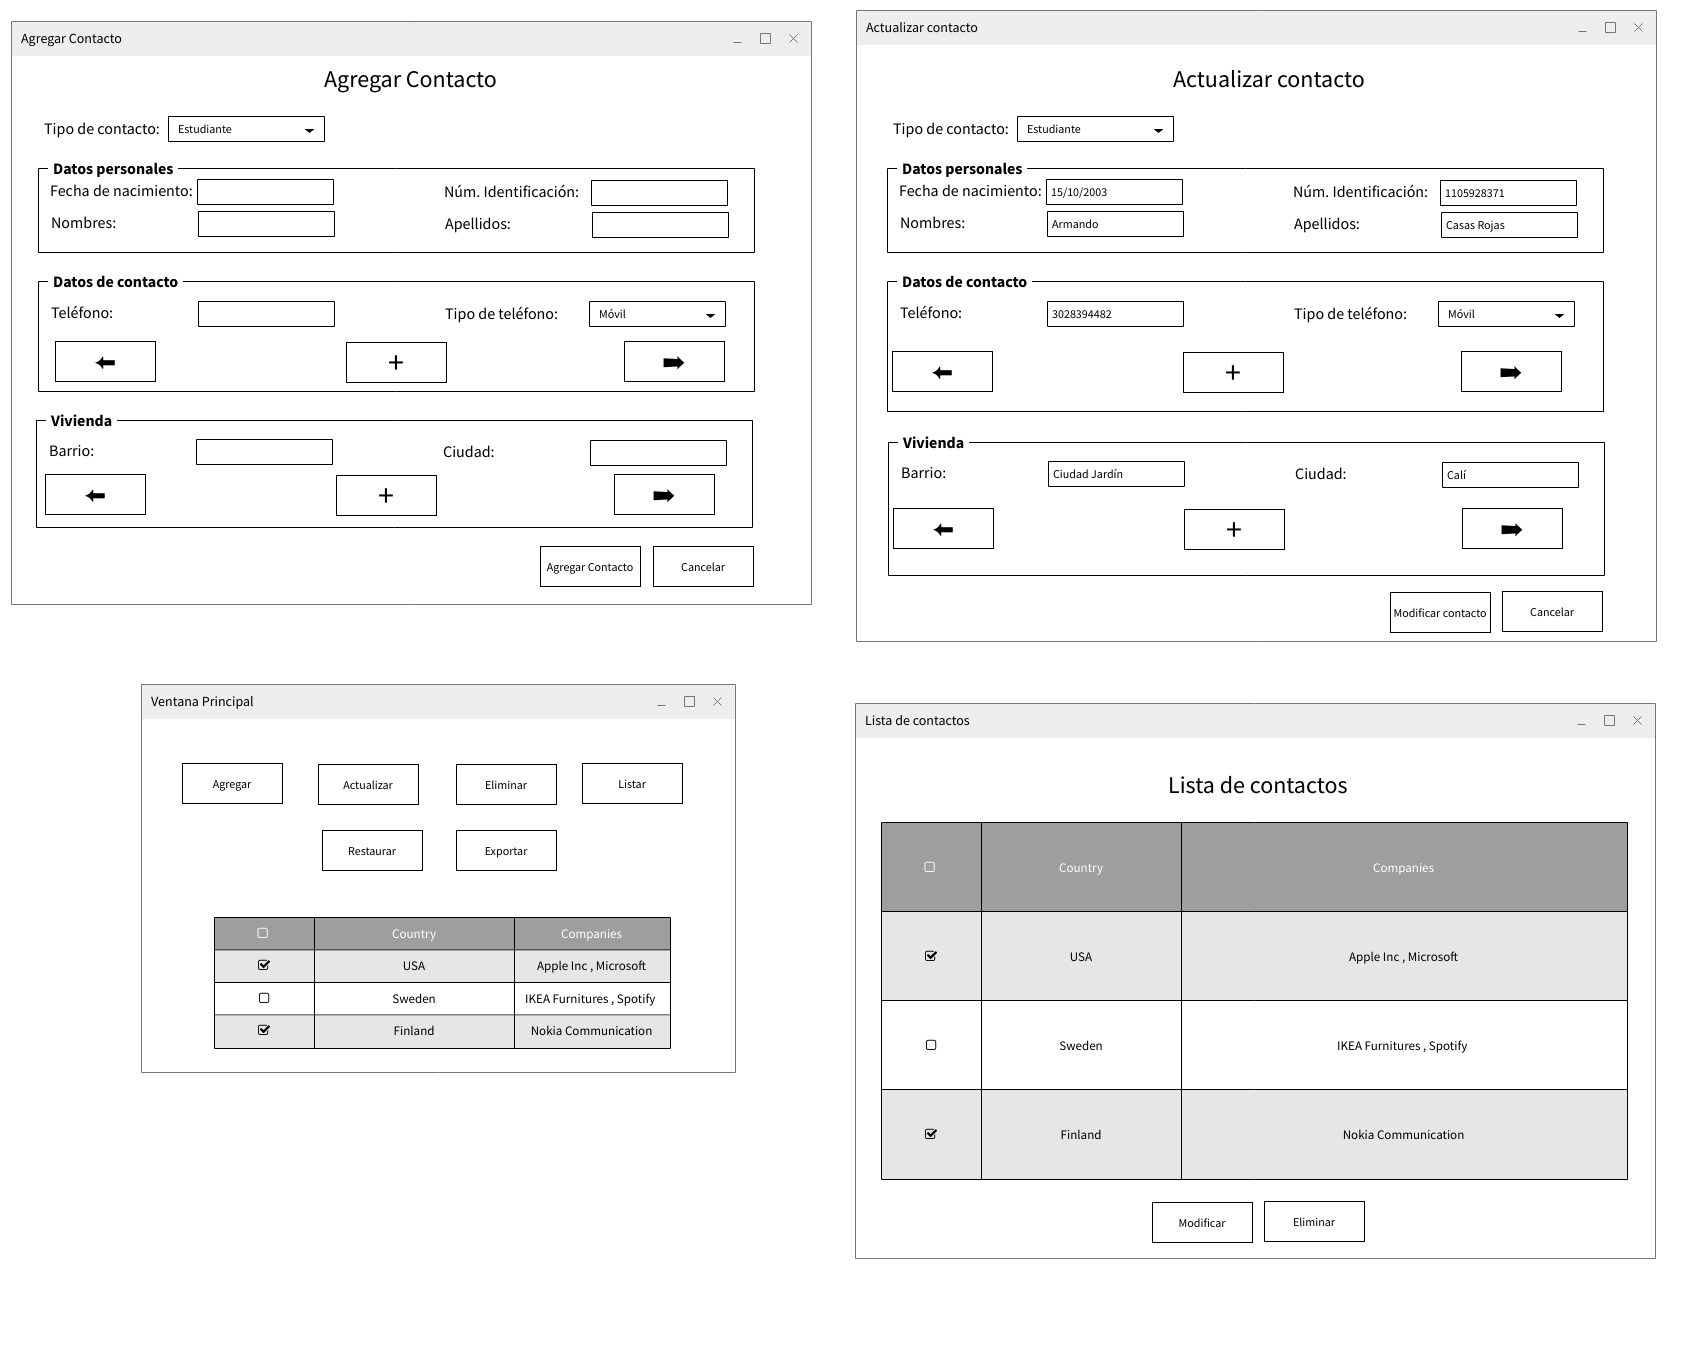 Agregar Contacto
Agregar Contacto
Tipo de contacto: Estudiante
Datos personales
Fecha de nacimiento: Núm. Identificación:
Nombres: Apellidos:
Datos de contacto
Teléfono: Tipo de teléfono: Móvil
+
Vivienda
Barrio: Ciudad:
+
Agregar Contacto Cancelar
Actualizar contacto
Actualizar contacto
Tipo de contacto: Estudiante
Datos personales
Fecha de nacimiento: 15/10/2003 Núm. Identificación: 1105928371
Nombres: Armando Apellidos: Casas Rojas
Datos de contacto
Teléfono: 3028394482 Tipo de teléfono: Móvil
+
Vivienda
Barrio: Ciudad Jardín Ciudad: Calí
+
Modificar contacto Cancelar
Ventana Principal
Agregar Actualizar Eliminar Listar
Restaurar Exportar
Country Companies
USA Apple Inc , Microsoft
Sweden IKEA Furnitures , Spotify
Finland Nokia Communication
Lista de contactos
Lista de contactos
Country Companies
USA Apple Inc , Microsoft
Sweden IKEA Furnitures , Spotify
Finland Nokia Communication
Modificar Eliminar